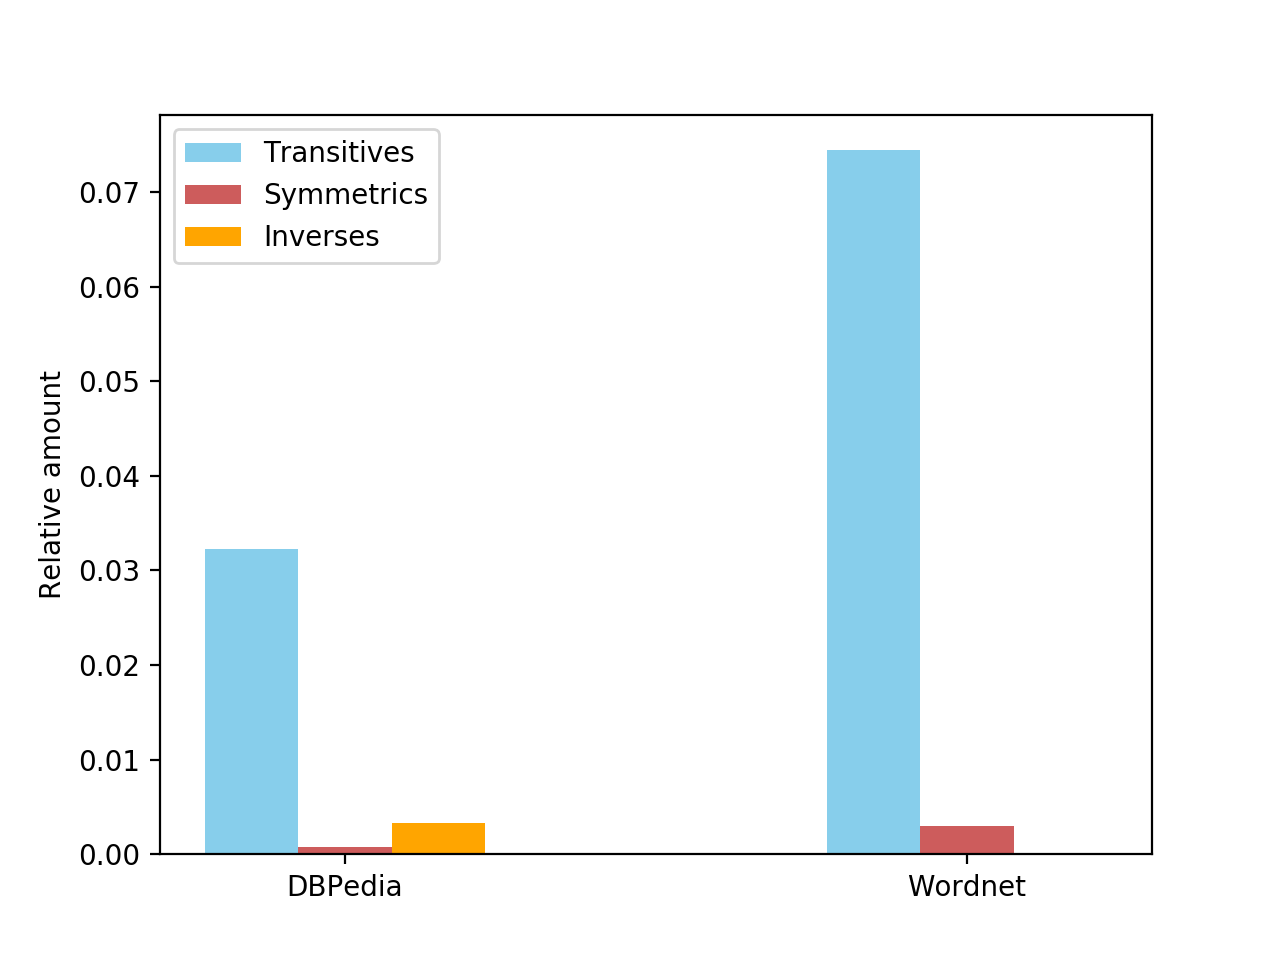 Transitives
Symmetrics
Inverses
0.07
0.06
0.05
0.04
0.03
0.02
0.01
0.00
Relative amount
DBPedia
Wordnet